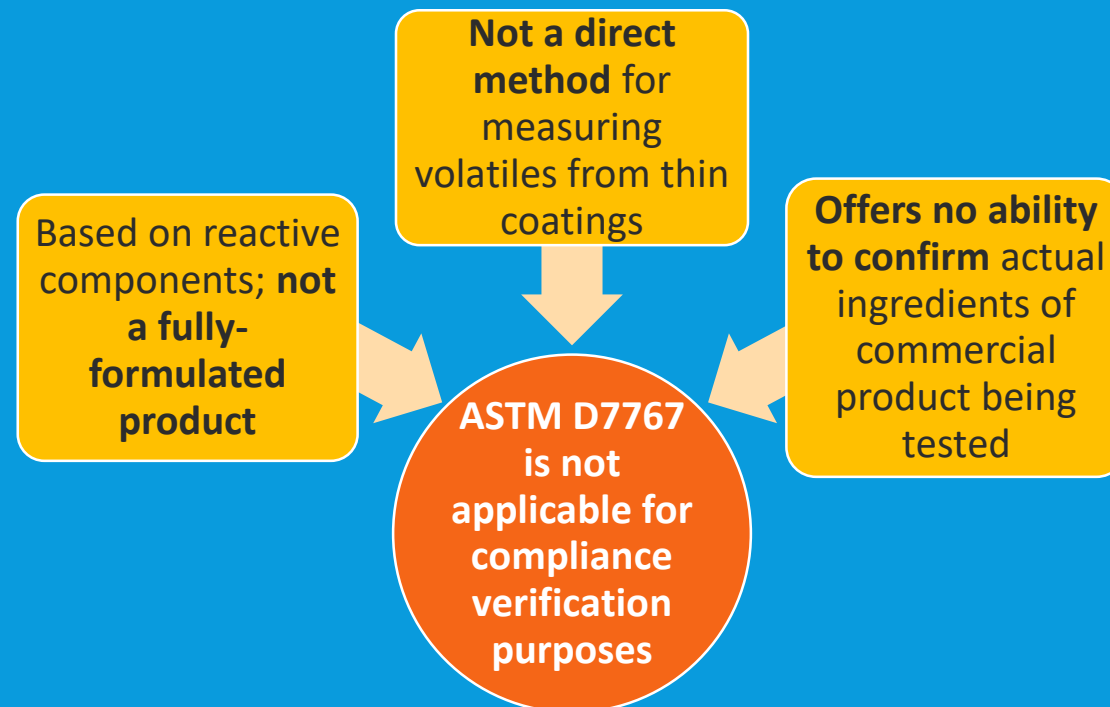 Based on reactive
components; not
a fully-
formulated
product
Not a direct
method for
measuring
volatiles from thin
coatings
Offers no ability
to confirm actual
ingredients of
commercial
product being
tested
ASTM D7767
is not
applicable for
compliance
verification
purposes